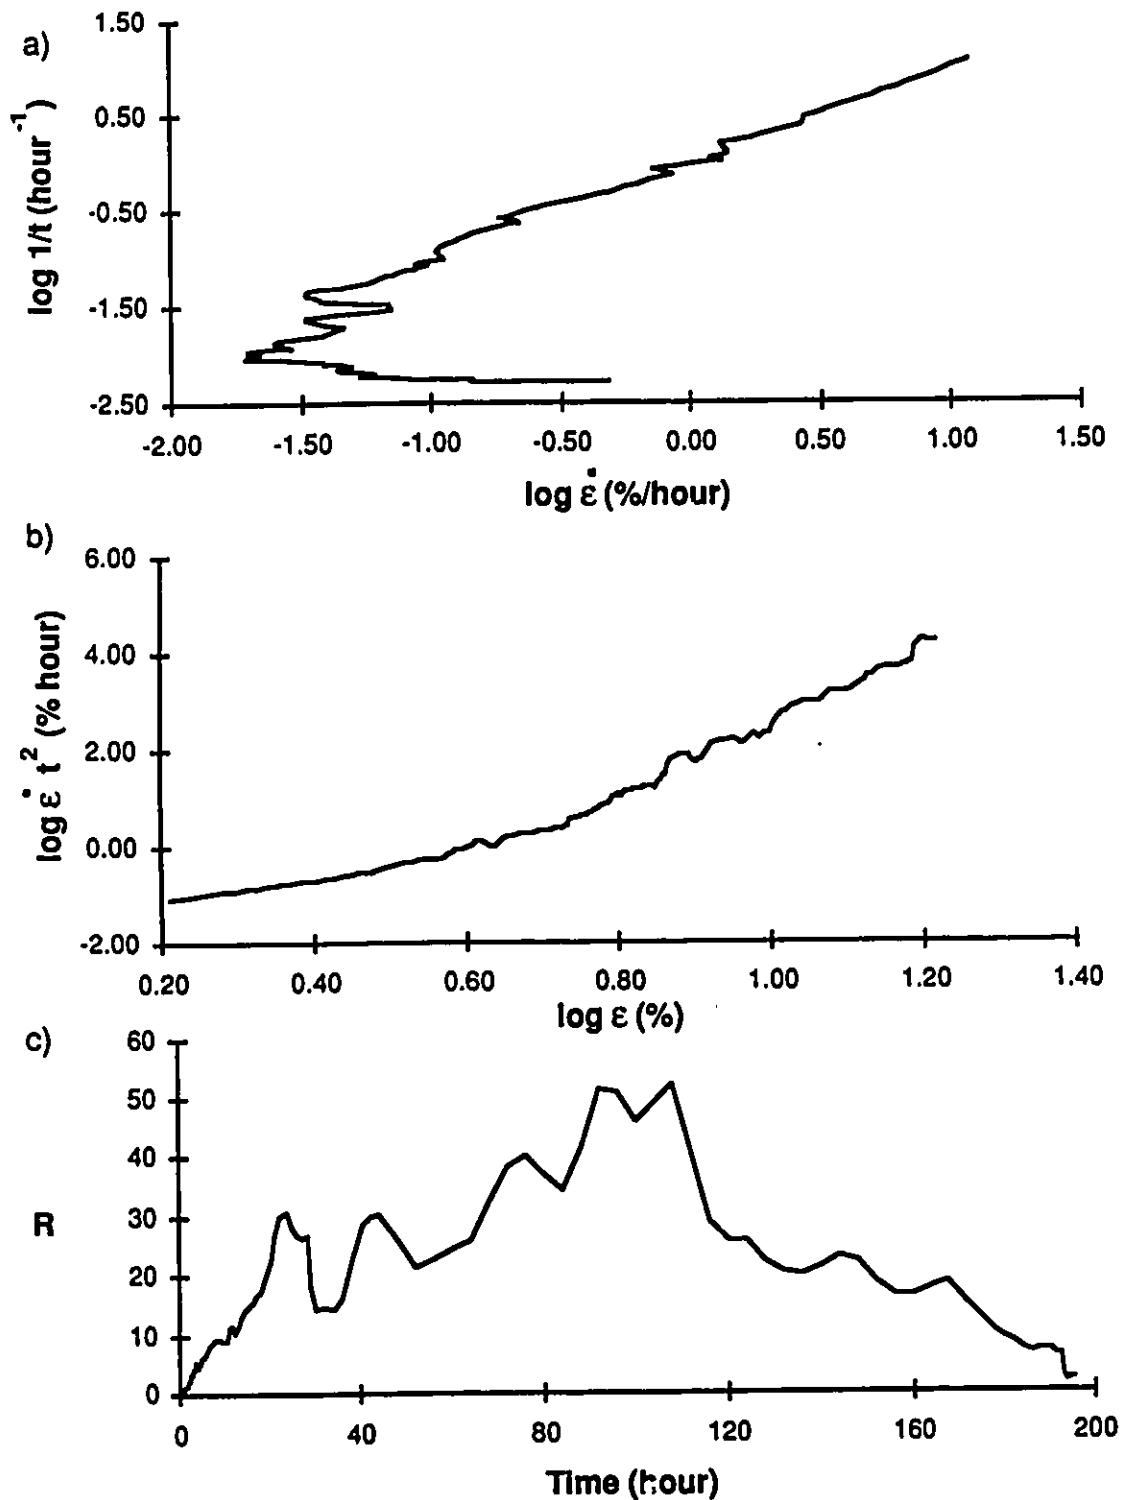 a)
1.50
0.50
-0.50
-1.50
-2.50
log 1/t (hour⁻¹)
-2.00 -1.50 -1.00 -0.50 0.00 0.50 1.00 1.50
log ε̇ (%/hour)
b)
6.00
4.00
2.00
0.00
-2.00
log ε̇ t² (% hour)
0.20 0.40 0.60 0.80 1.00 1.20 1.40
log ε (%)
c)
60
50
40
30
20
10
0
R
0 40 80 120 160 200
Time (hour)